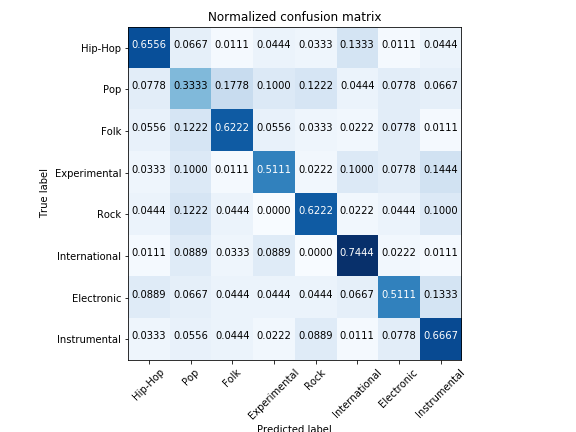 Normalized confusion matrix
Hip-Hop 0.6556 0.0667 0.0111 0.0444 0.0333 0.1333 0.0111 0.0444
Pop 0.0778 0.3333 0.1778 0.1000 0.1222 0.0444 0.0778 0.0667
Folk 0.0556 0.1222 0.6222 0.0556 0.0333 0.0222 0.0778 0.0111
Experimental 0.0333 0.1000 0.0111 0.5111 0.0222 0.1000 0.0778 0.1444
Rock 0.0444 0.1222 0.0444 0.0000 0.6222 0.0222 0.0444 0.1000
International 0.0111 0.0889 0.0333 0.0889 0.0000 0.7444 0.0222 0.0111
Electronic 0.0889 0.0667 0.0444 0.0444 0.0444 0.0667 0.5111 0.1333
Instrumental 0.0333 0.0556 0.0444 0.0222 0.0889 0.0111 0.0778 0.6667
True label
Hip-Hop Pop Folk Experimental Rock International Electronic Instrumental
Predicted label